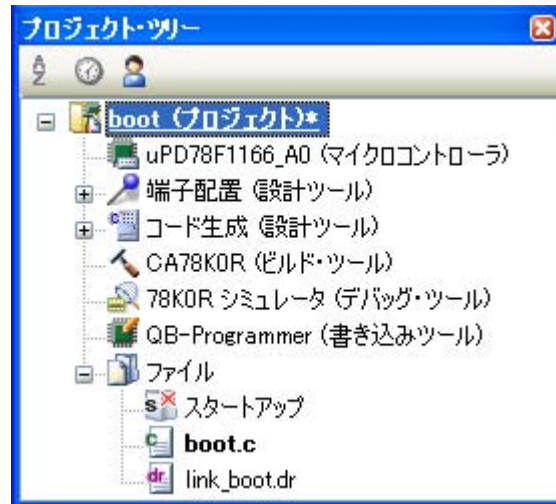 プロジェクト・ツリー
boot (プロジェクト)*
uPD78F1166_A0 (マイクロコントローラ)
端子配置 (設計ツール)
コード生成 (設計ツール)
CA78K0R (ビルド・ツール)
78K0R シミュレータ (デバッグ・ツール)
QB-Programmer (書き込みツール)
ファイル
スタートアップ
boot.c
link_boot.dr